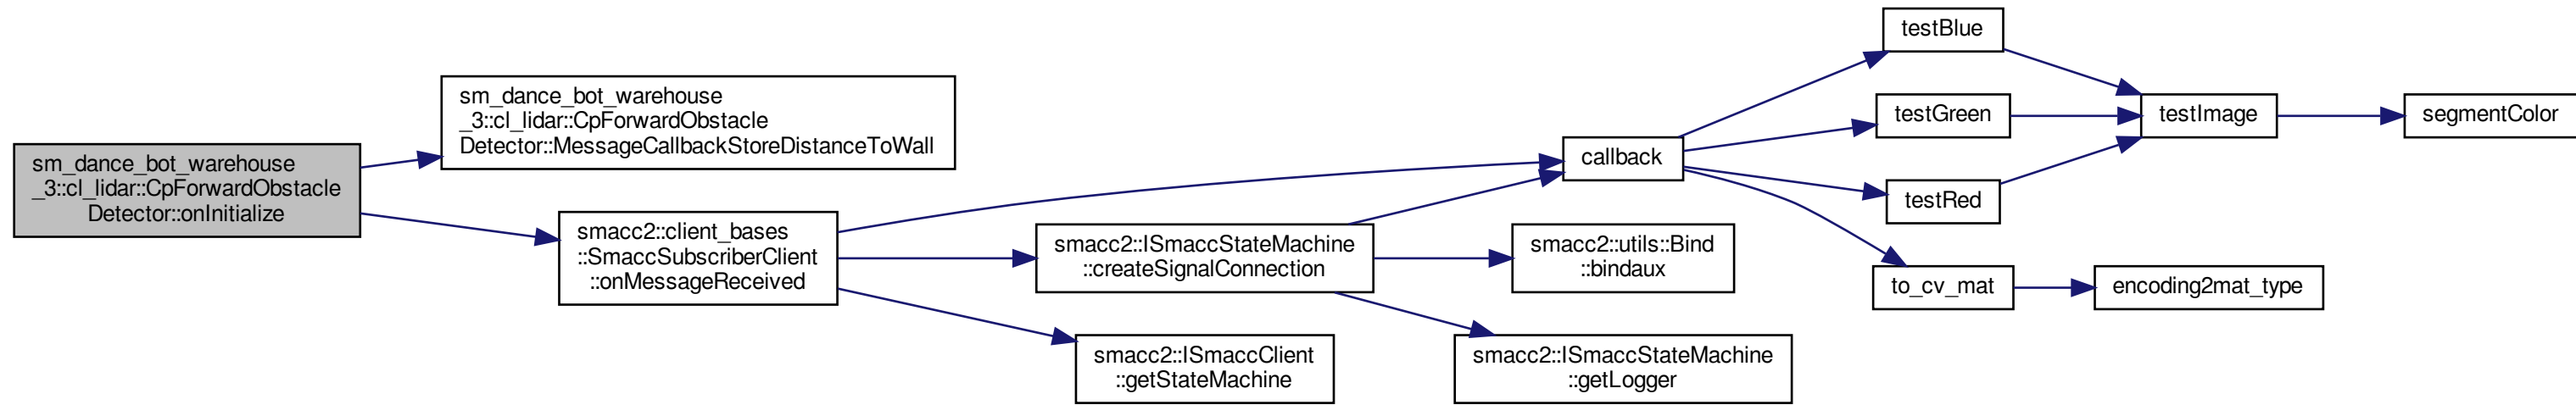 sm_dance_bot_warehouse
_3::cl_lidar::CpForwardObstacle
Detector::onInitialize
sm_dance_bot_warehouse
_3::cl_lidar::CpForwardObstacle
Detector::MessageCallbackStoreDistanceToWall
smacc2::client_bases
::SmaccSubscriberClient
::onMessageReceived
smacc2::ISmaccStateMachine
::createSignalConnection
smacc2::ISmaccClient
::getStateMachine
callback
smacc2::utils::Bind
::bindaux
smacc2::ISmaccStateMachine
::getLogger
testBlue
testGreen
testRed
to_cv_mat
testImage
encoding2mat_type
segmentColor